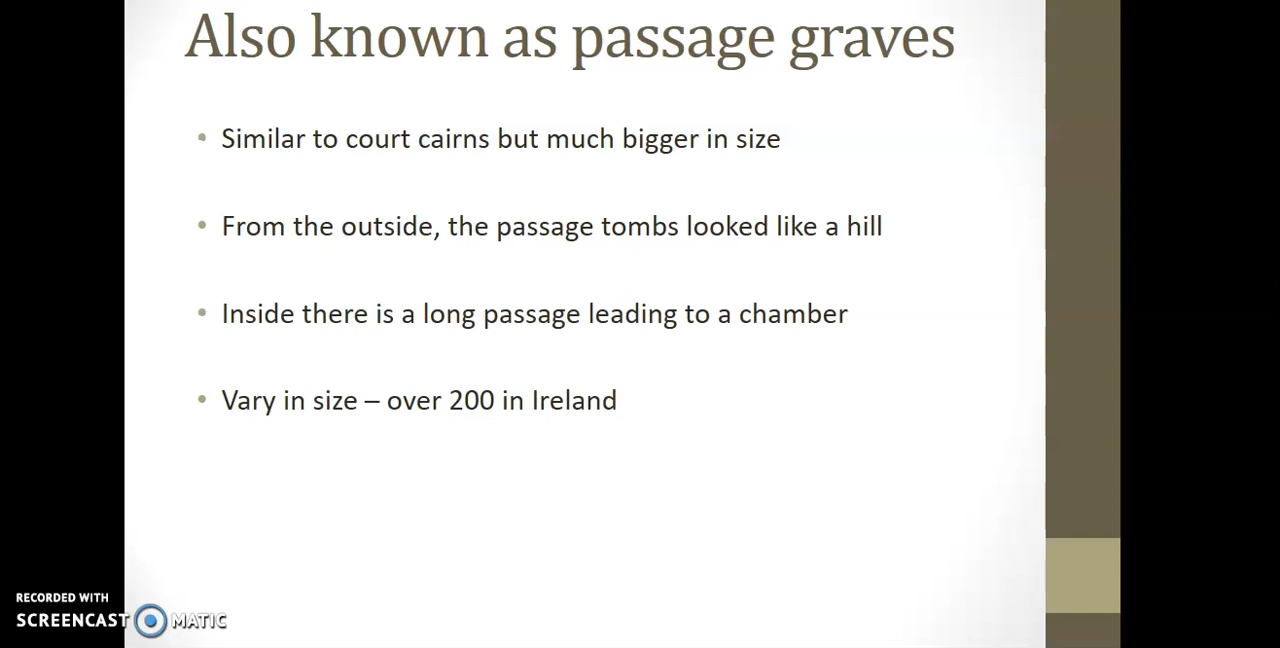 Also known as passage graves
• Similar to court cairns but much bigger in size
• From the outside, the passage tombs looked like a hill
• Inside there is a long passage leading to a chamber
• Vary in size – over 200 in Ireland
RECORDED WITH
SCREENCAST MATIC